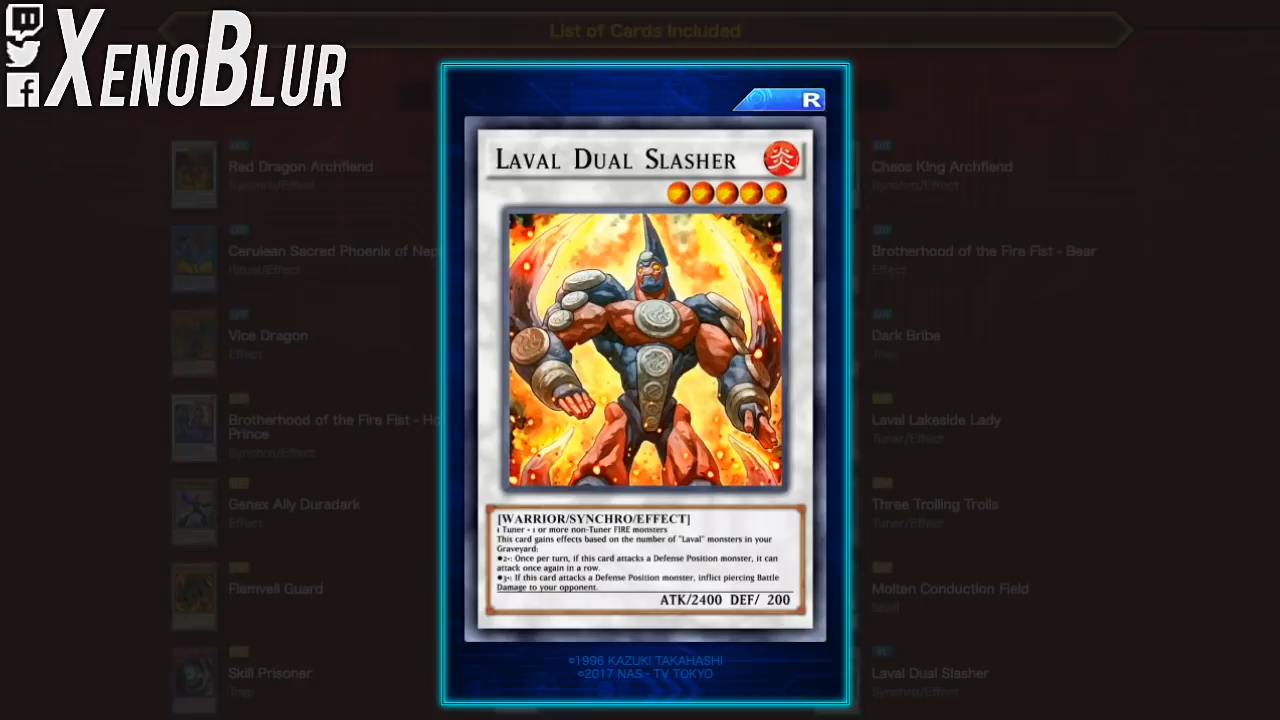 XENOBLUR
List of Cards Included
R
LAVAL DUAL SLASHER
炎
[WARRIOR/SYNCHRO/EFFECT]
1 Tuner + 1 or more non-Tuner FIRE monsters
This card gains effects based on the number of "Laval" monsters in your
Graveyard:
●2+: Once per turn, if this card attacks a Defense Position monster, it can
attack once again in a row.
●3+: If this card attacks a Defense Position monster, inflict piercing Battle
Damage to your opponent.
ATK/2400 DEF/ 200
©1996 KAZUKI TAKAHASHI
©2017 NAS - TV TOKYO
Red Dragon Archfiend
Synchro/Effect
Cerulean Sacred Phoenix of Nep
Ritual/Effect
Vice Dragon
Effect
Brotherhood of the Fire Fist - Ho
Prince
Synchro/Effect
Genex Ally Duradark
Effect
Flamvell Guard
Skill Prisoner
Trap
Chaos King Archfiend
Synchro/Effect
Brotherhood of the Fire Fist - Bear
Effect
Dark Bribe
Trap
Laval Lakeside Lady
Tuner/Effect
Three Trolling Trolls
Tuner/Effect
Molten Conduction Field
Spell
Laval Dual Slasher
Synchro/Effect